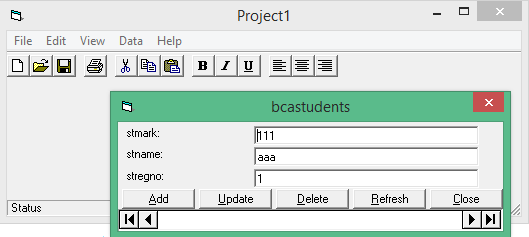 Project1
File Edit View Data Help
B I U
bcastudents
stmark: 111
stname: aaa
stregno: 1
Add Update Delete Refresh Close
Status